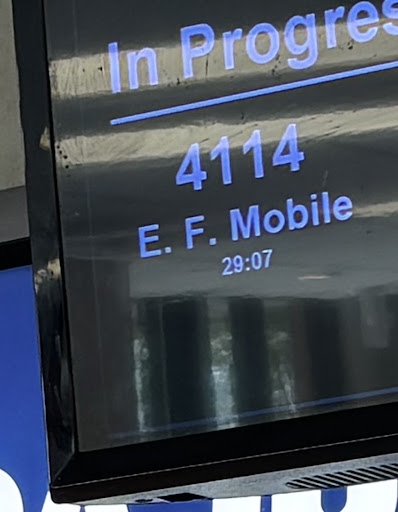 In Progres
4114
E. F. Mobile
29:07